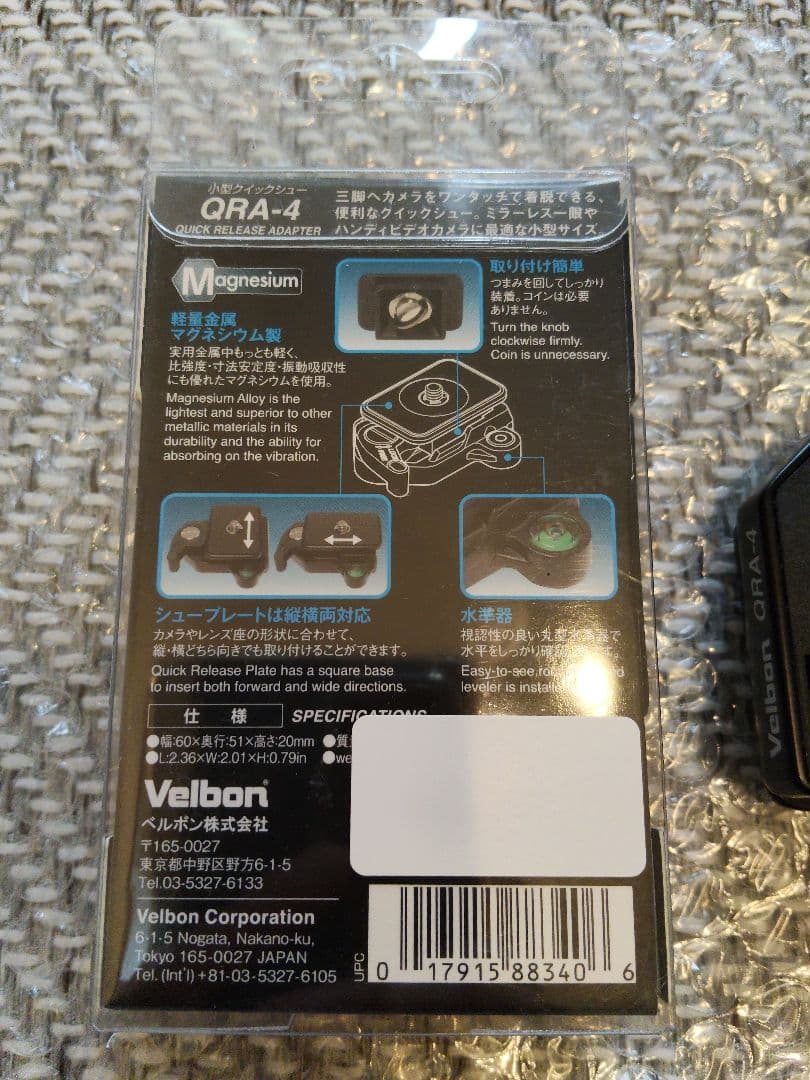 小型クイックシュー
QRA-4
QUICK RELEASE ADAPTER
三脚へカメラをワンタッチで着脱できる、
便利なクイックシュー。ミラーレス一眼や
ハンディビデオカメラに最適な小型サイズ。
Magnesium
軽量金属
マグネシウム製
実用金属中もっとも軽く、
比強度・寸法安定度・振動吸収性
にも優れたマグネシウムを使用。
Magnesium Alloy is the
lightest and superior to other
metallic materials in its
durability and the ability for
absorbing on the vibration.
取り付け簡単
つまみを回してしっかり
装着。コインは必要
ありません。
Turn the knob
clockwise firmly.
Coin is unnecessary.
シュープレートは縦横両対応
カメラやレンズ座の形状に合わせて、
縦・横どちら向きでも取り付けることができます。
Quick Release Plate has a square base
to insert both forward and wide directions.
水準器
視認性の良い丸型水準器で
水平をしっかり確認
Easy-to-see
leveler is
仕様 SPECIFICATIONS
●幅:60×奥行:51×高さ:20mm ●質
●L:2.36×W:2.01×H:0.79in ●we
Velbon
ベルボン株式会社
〒165-0027
東京都中野区野方6-1-5
Tel.03-5327-6133
Velbon Corporation
6-1-5 Nogata, Nakano-ku,
Tokyo 165-0027 JAPAN
Tel. (Int'l) +81-03-5327-6105
UPC
0 17915 88340 6
Velbon QRA-4